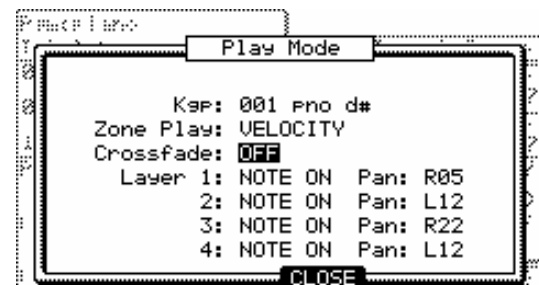 Play Mode
Kgp: 001 pno d#
Zone Play: VELOCITY
Crossfade: OFF
Layer 1: NOTE ON Pan: R05
2: NOTE ON Pan: L12
3: NOTE ON Pan: R22
4: NOTE ON Pan: L12
CLOSE